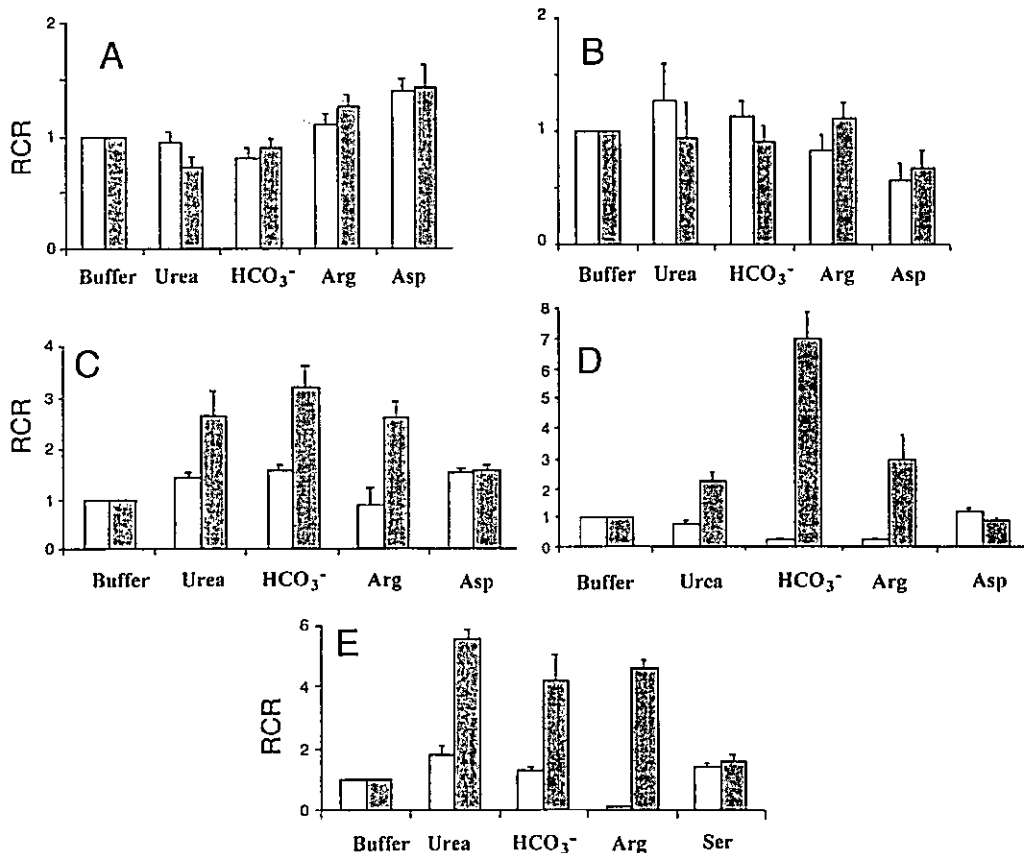 A
RCR
2
1
0
Buffer Urea HCO₃⁻ Arg Asp
B
2
1
0
Buffer Urea HCO₃⁻ Arg Asp
C
RCR
4
3
2
1
0
Buffer Urea HCO₃⁻ Arg Asp
D
8
7
6
5
4
3
2
1
0
Buffer Urea HCO₃⁻ Arg Asp
E
RCR
6
4
2
0
Buffer Urea HCO₃⁻ Arg Ser